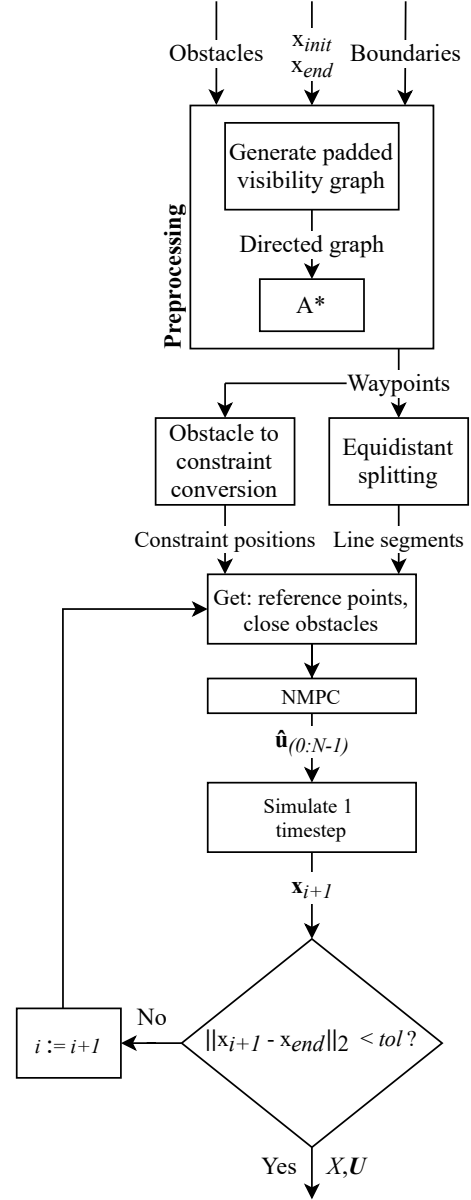 Obstacles
x_init
x_end
Boundaries
Preprocessing
Generate padded
visibility graph
Directed graph
A*
Waypoints
Obstacle to
constraint
conversion
Equidistant
splitting
Constraint positions
Line segments
Get: reference points,
close obstacles
NMPC
û_(0:N-1)
Simulate 1
timestep
x_i+1
||x_i+1 - x_end||_2 < tol?
No
i := i+1
Yes
X,U